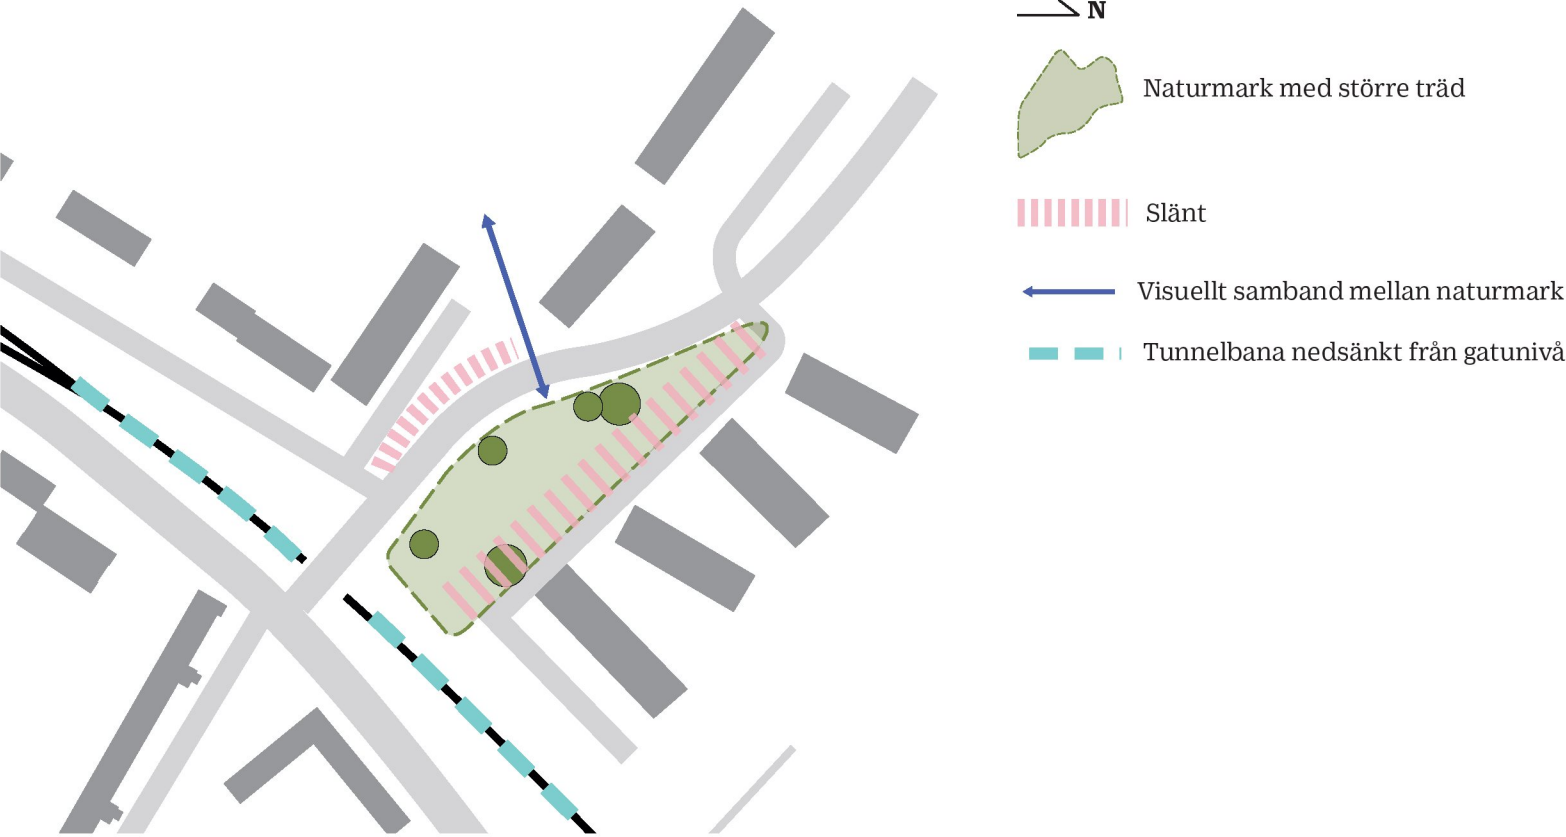 N
Naturmark med större träd
Slänt
Visuellt samband mellan naturmark
Tunnelbana nedsänkt från gatunivå